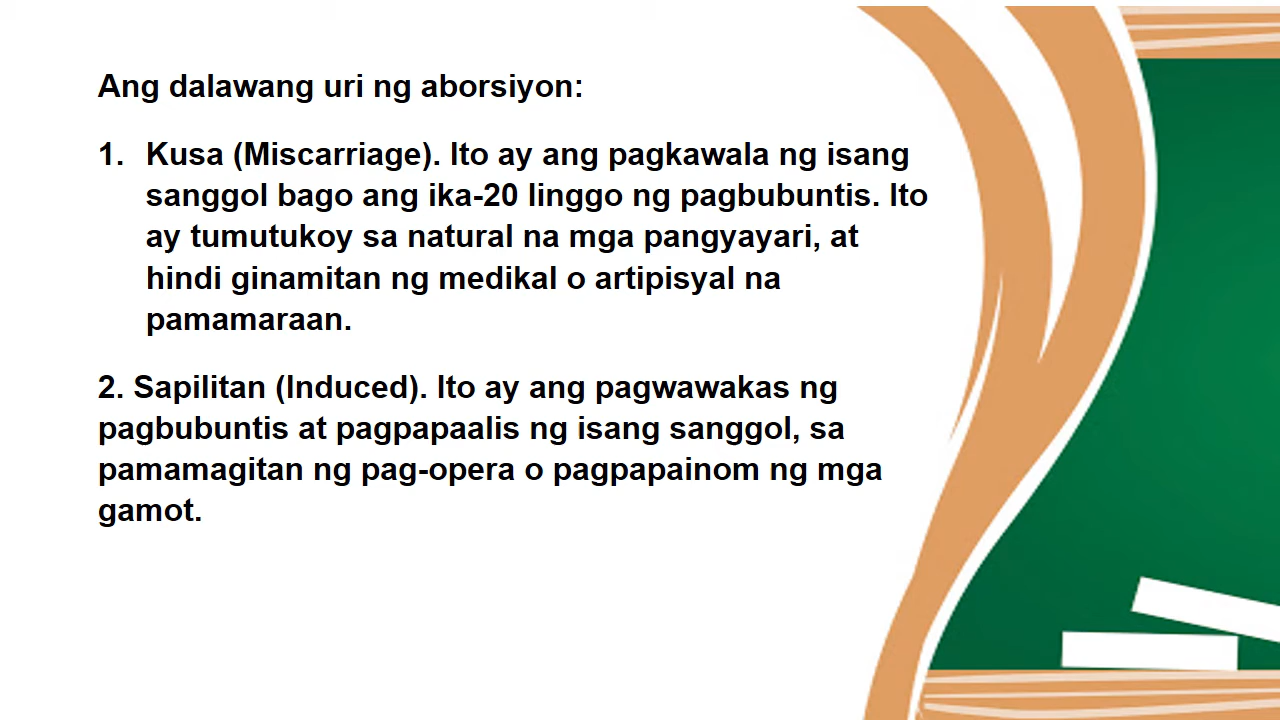 Ang dalawang uri ng aborsiyon:
1. Kusa (Miscarriage). Ito ay ang pagkawala ng isang
sanggol bago ang ika-20 linggo ng pagbubuntis. Ito
ay tumutukoy sa natural na mga pangyayari, at
hindi ginamitan ng medikal o artipisyal na
pamamaraan.
2. Sapilitan (Induced). Ito ay ang pagwawakas ng
pagbubuntis at pagpapaalis ng isang sanggol, sa
pamamagitan ng pag-opera o pagpapainom ng mga
gamot.